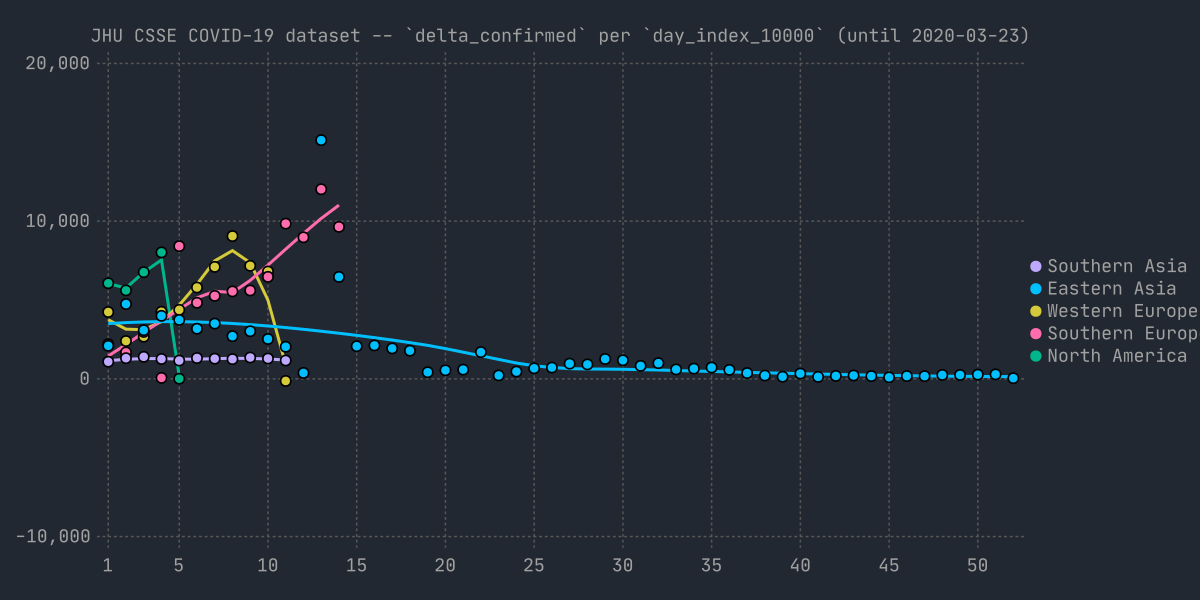 JHU CSSE COVID-19 dataset -- `delta_confirmed` per `day_index_10000` (until 2020-03-23)
20,000
10,000
0
-10,000
1 5 10 15 20 25 30 35 40 45 50
Southern Asia
Eastern Asia
Western Europe
Southern Europ
North America